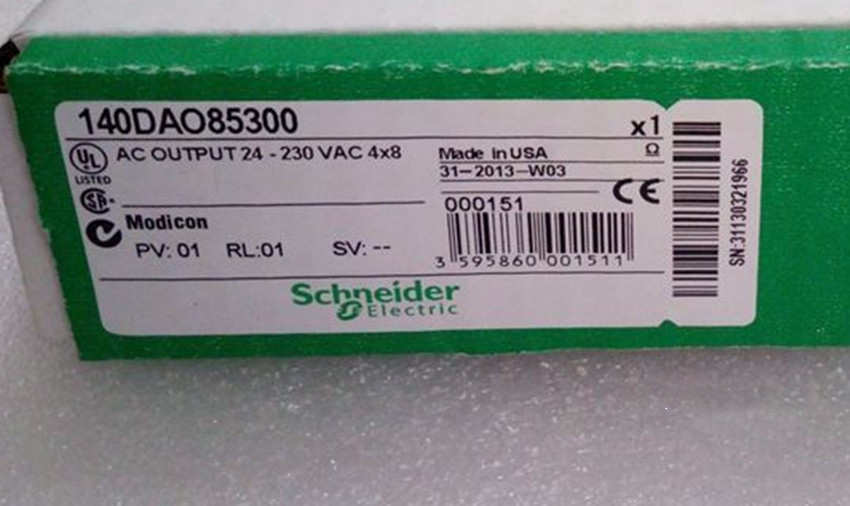 140DAO85300
x1
UL
LISTED
AC OUTPUT 24 - 230 VAC 4x8
Made in USA
Ω
31-2013-W03
CE
SA
000151
Modicon
PV: 01 RL:01 SV: --
3 595860 001511
Schneider
Electric
SN:31130321966